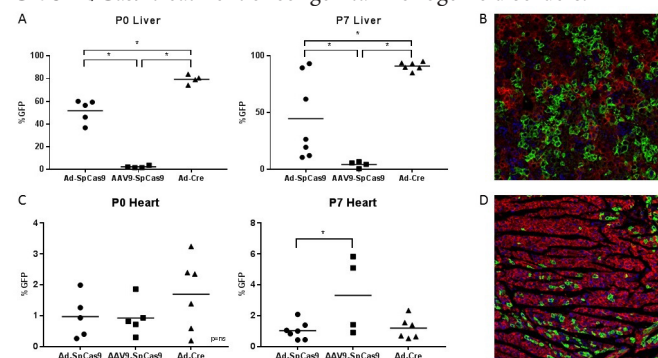 A
P0 Liver
P7 Liver
B
% GFP
100
80
60
40
20
0
*
*
*
Ad-SpCas9 AAV9-SpCas9 Ad-Cre
% GFP
100
50
0
*
*
*
Ad-SpCas9 AAV9-SpCas9 Ad-Cre
C
P0 Heart
P7 Heart
D
% GFP
4
3
2
1
0
p=ns
Ad-SpCas9 AAV9-SpCas9 Ad-Cre
% GFP
8
6
4
2
0
*
Ad-SpCas9 AAV9-SpCas9 Ad-Cre